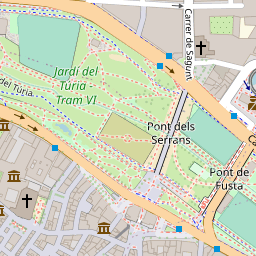 Carrer de Sagunt
Jardí del
Túria -
Tram VI
del Túria
Pont dels
Serrans
Pont de
Fusta